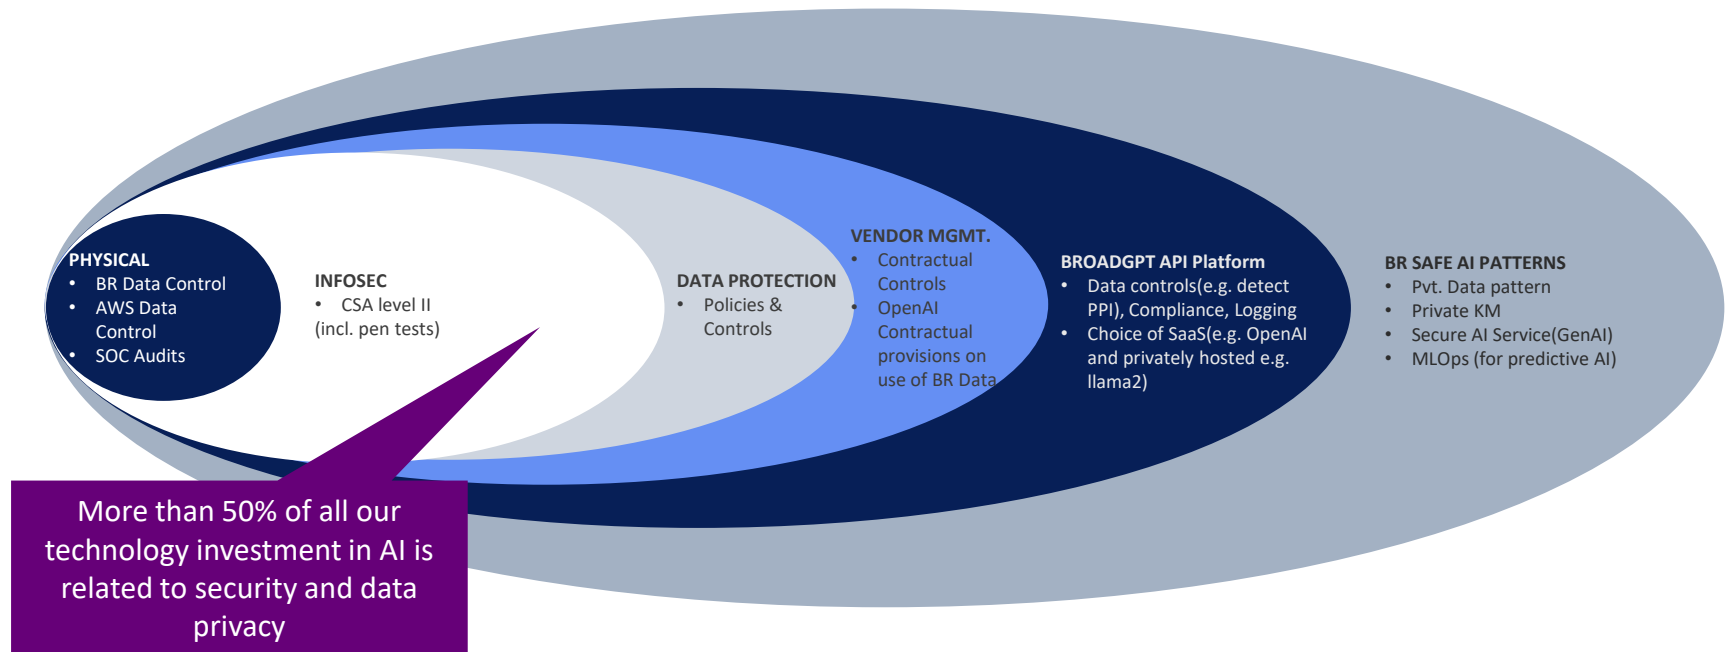 PHYSICAL
• BR Data Control
• AWS Data
Control
• SOC Audits
INFOSEC
• CSA level II
(incl. pen tests)
DATA PROTECTION
• Policies &
Controls
VENDOR MGMT.
• Contractual
Controls
• OpenAI
Contractual
provisions on
use of BR Data
BROADGPT API Platform
• Data controls(e.g. detect
PPI), Compliance, Logging
• Choice of SaaS(e.g. OpenAI
and privately hosted e.g.
llama2)
BR SAFE AI PATTERNS
• Pvt. Data pattern
• Private KM
• Secure AI Service(GenAI)
• MLOps (for predictive AI)
More than 50% of all our
technology investment in AI is
related to security and data
privacy